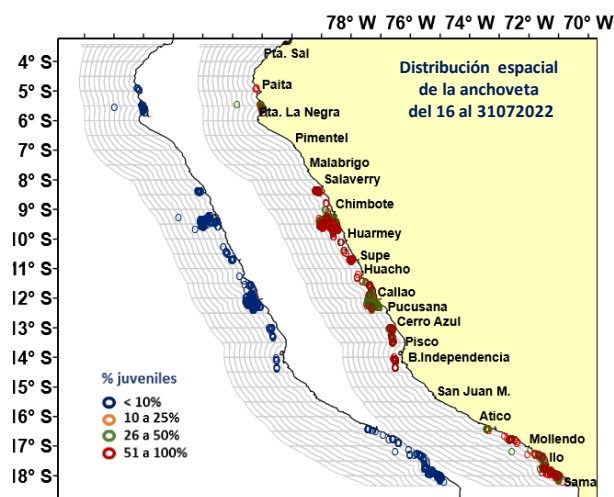 78° W 76° W 74° W 72° W 70° W
4° S
5° S
6° S
7° S
8° S
9° S
10° S
11° S
12° S
13° S
14° S
15° S
16° S
17° S
18° S
Distribución espacial
de la anchoveta
del 16 al 31072022
Pta. Sal
Paita
Pta. La Negra
Pimentel
Malabrigo
Salaverry
Chimbote
Huarmey
Supe
Huacho
Callao
Pucusana
Cerro Azul
Pisco
B.Independencia
San Juan M.
Atico
Mollendo
Ilo
Sama
% juveniles
< 10%
10 a 25%
26 a 50%
51 a 100%